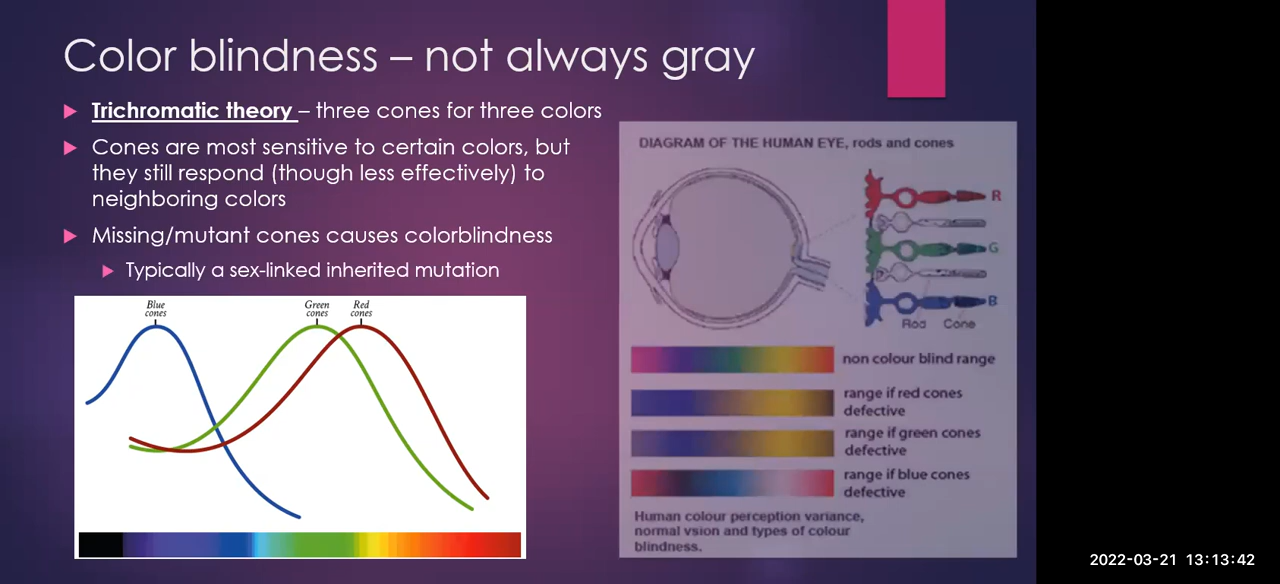 Color blindness – not always gray
Trichromatic theory – three cones for three colors
Cones are most sensitive to certain colors, but
they still respond (though less effectively) to
neighboring colors
Missing/mutant cones causes colorblindness
Typically a sex-linked inherited mutation
Blue
cones
Green
cones
Red
cones
DIAGRAM OF THE HUMAN EYE, rods and cones
R
G
B
Rod Cone
non colour blind range
range if red cones
defective
range if green cones
defective
range if blue cones
defective
Human colour perception variance,
normal vsion and types of colour
blindness.
2022-03-21 13:13:42